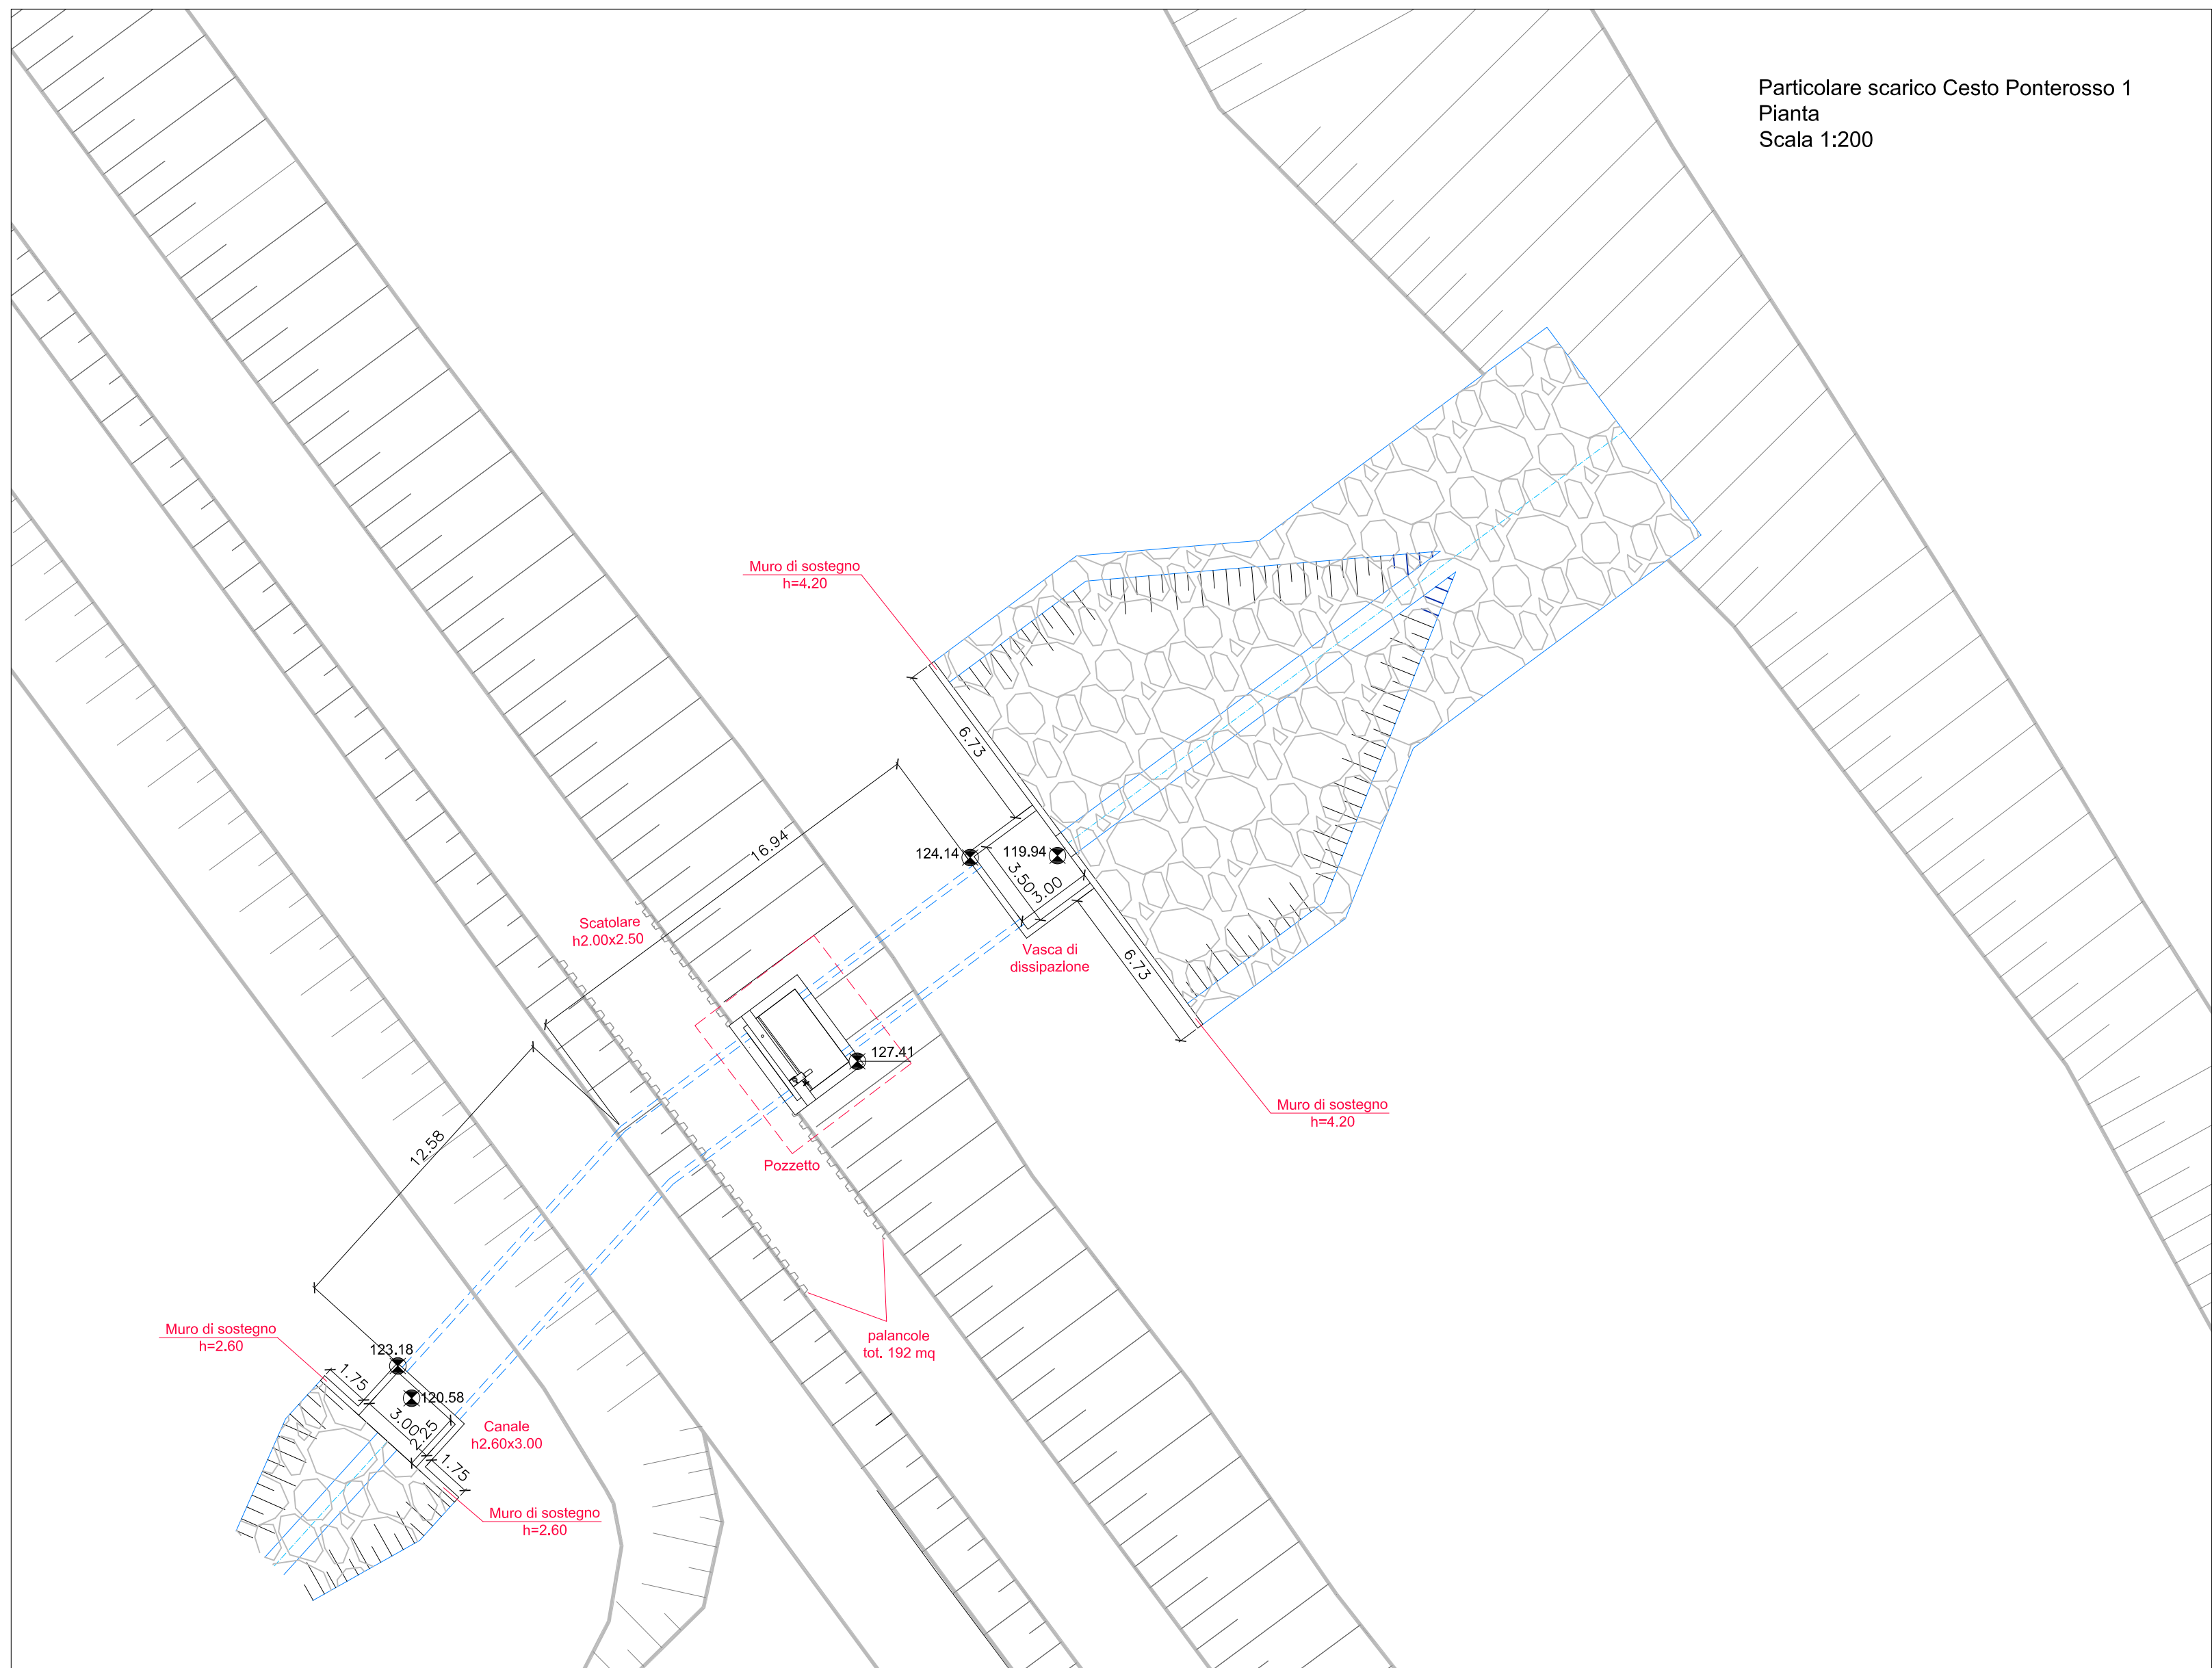 Particolare scarico Cesto Ponterosso 1
Pianta
Scala 1:200
Muro di sostegno
h=4.20
6.73
16.94
124.14
119.94
3.50
3.00
Scatolare
h2.00x2.50
Vasca di
dissipazione
6.73
127.41
Muro di sostegno
h=4.20
12.58
Pozzetto
Muro di sostegno
h=2.60
123.18
palancole
tot. 192 mq
1.75
120.58
3.00
2.25
Canale
h2.60x3.00
1.75
Muro di sostegno
h=2.60